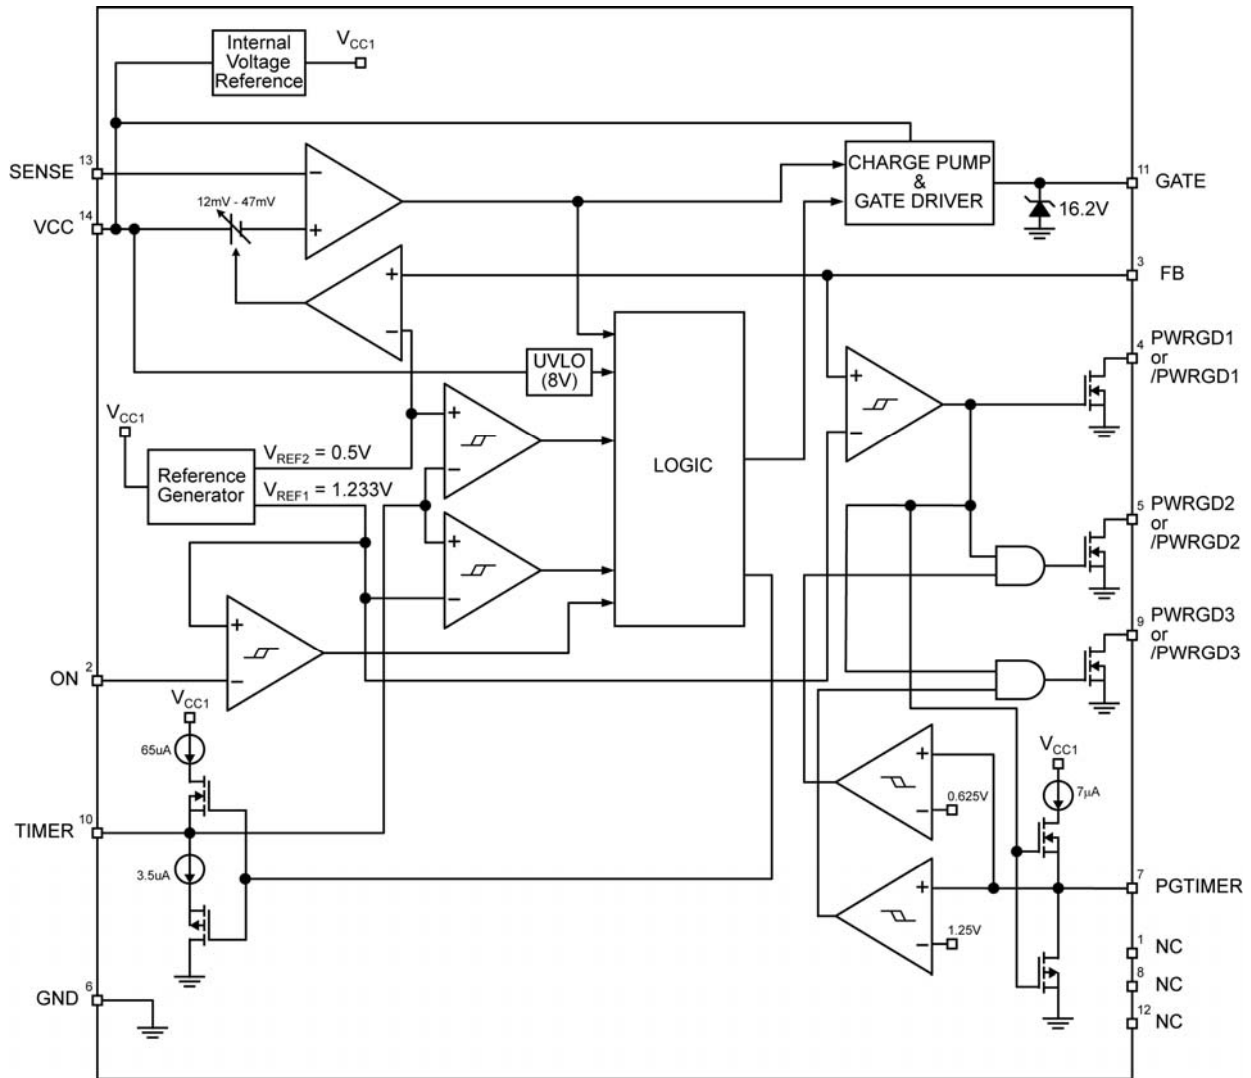 Internal
Voltage
Reference
VCC1
SENSE 13
VCC 14
12mV - 47mV
−
+
CHARGE PUMP
&
GATE DRIVER
11 GATE
16.2V
3 FB
+
−
UVLO
(8V)
LOGIC
+
−
4 PWRGD1
or
/PWRGD1
VCC1
Reference
Generator
VREF2 = 0.5V
VREF1 = 1.233V
+
−
+
−
5 PWRGD2
or
/PWRGD2
9 PWRGD3
or
/PWRGD3
+
−
ON 2
VCC1
65uA
TIMER 10
3.5uA
GND 6
+
−
0.625V
VCC1
7μA
+
−
1.25V
7 PGTIMER
1 NC
8 NC
12 NC